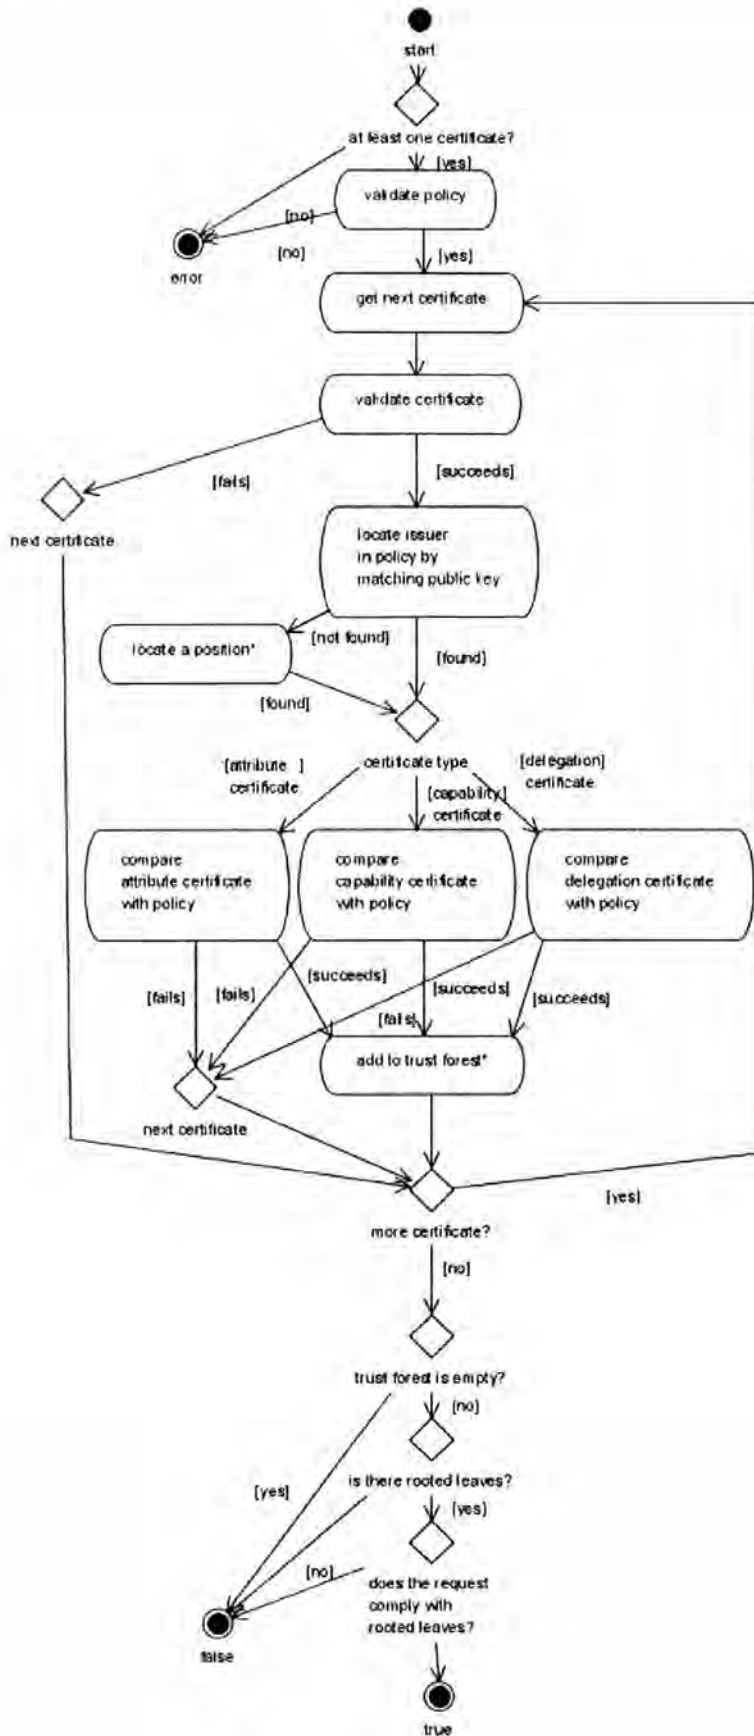 start
at least one certificate?
[yes]
validate policy
[no]
[no]
[yes]
error
get next certificate
validate certificate
[fails]
[succeeds]
next certificate
locate issuer
in policy by
matching public key
[not found]
locate a position*
[found]
[found]
certificate type
[attribute ]
certificate
[capability]
certificate
[delegation]
certificate
compare
attribute certificate
with policy
compare
capability certificate
with policy
compare
delegation certificate
with policy
[fails]
[fails]
[succeeds]
[succeeds]
[succeeds]
[fails]
add to trust forest*
next certificate
[yes]
more certificate?
[no]
trust forest is empty?
[no]
is there rooted leaves?
[yes]
[yes]
[no]
does the request
comply with
rooted leaves?
false
true